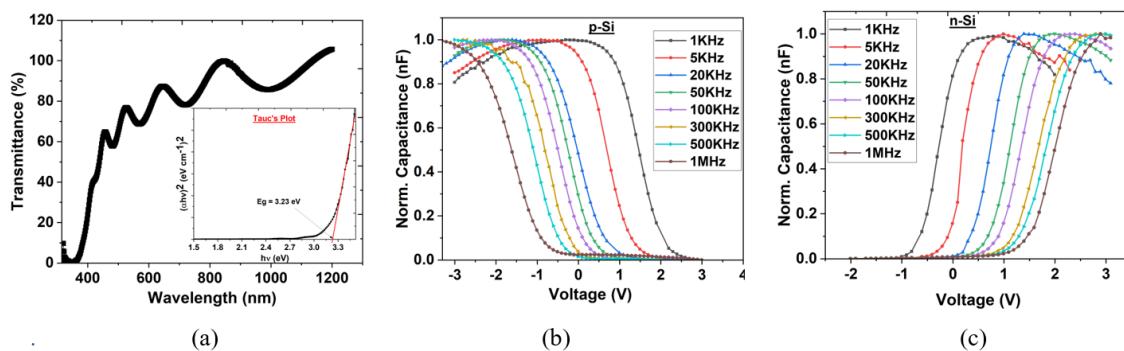 120
100
80
60
40
20
0
Transmittance (%)
400 600 800 1000 1200
Wavelength (nm)
Tauc's Plot
(αhν)^2 (eV cm-1)^2
Eg = 3.23 eV
1.5 1.8 2.1 2.4 2.7 3.0 3.3
hν (eV)
(a)
p-Si
1.0
0.8
0.6
0.4
0.2
0.0
Norm. Capacitance (nF)
-3 -2 -1 0 1 2 3 4
Voltage (V)
1KHz
5KHz
20KHz
50KHz
100KHz
300KHz
500KHz
1MHz
(b)
n-Si
1.0
0.8
0.6
0.4
0.2
0.0
Norm. Capacitance (nF)
-2 -1 0 1 2 3
Voltage (V)
1KHz
5KHz
20KHz
50KHz
100KHz
300KHz
500KHz
1MHz
(c)